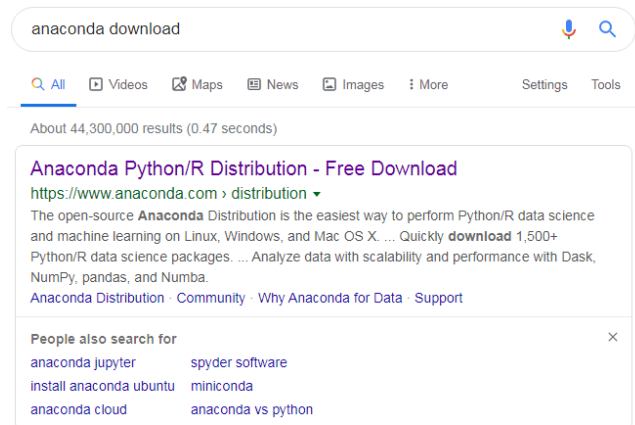 anaconda download
All Videos Maps News Images More Settings Tools
About 44,300,000 results (0.47 seconds)
Anaconda Python/R Distribution - Free Download
https://www.anaconda.com › distribution
The open-source Anaconda Distribution is the easiest way to perform Python/R data science
and machine learning on Linux, Windows, and Mac OS X. ... Quickly download 1,500+
Python/R data science packages. ... Analyze data with scalability and performance with Dask,
NumPy, pandas, and Numba.
Anaconda Distribution · Community · Why Anaconda for Data · Support
People also search for
anaconda jupyter spyder software
install anaconda ubuntu miniconda
anaconda cloud anaconda vs python